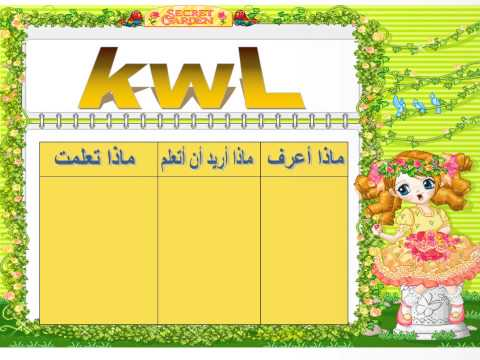 SECRET
GARDEN
kwL
ماذا أعرف
ماذا أريد أن أتعلم
ماذا تعلمت